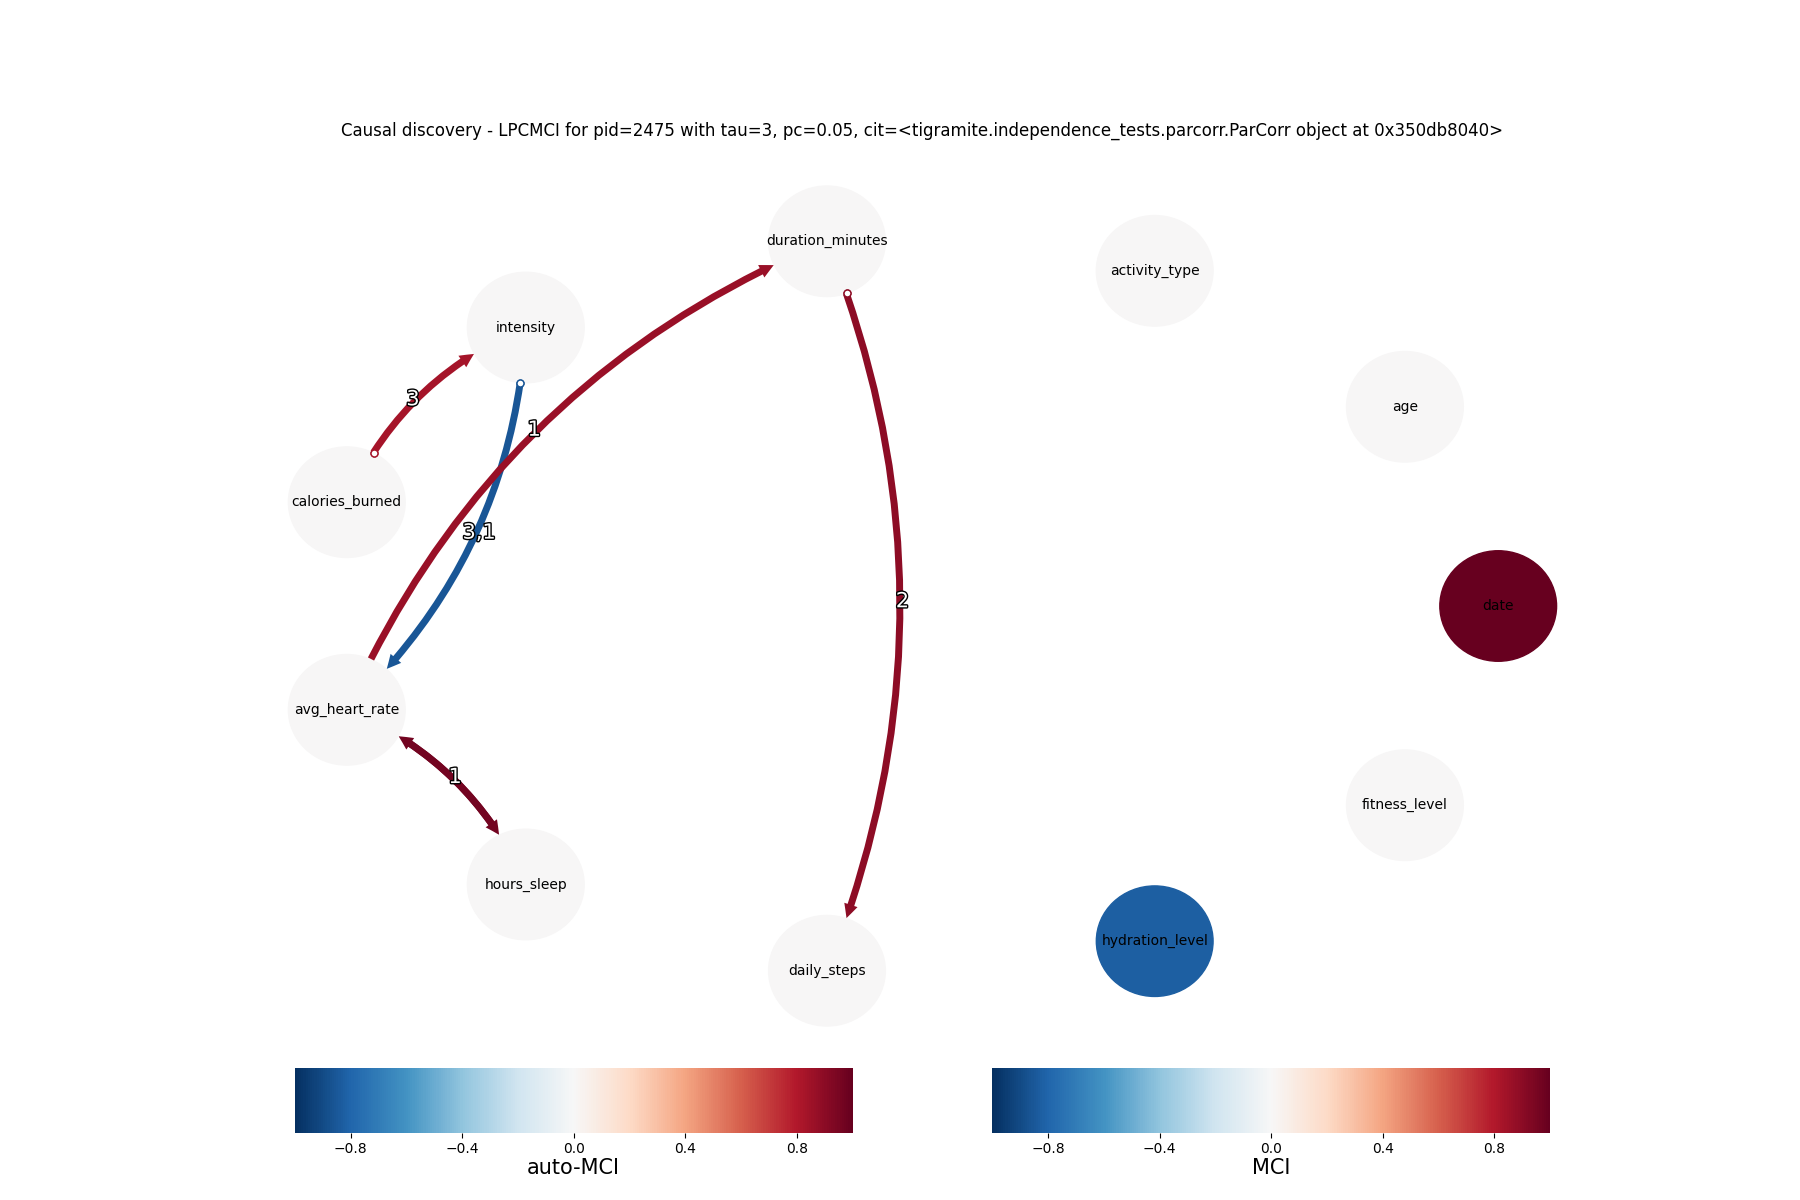 Causal discovery - LPCMCI for pid=2475 with tau=3, pc=0.05, cit=<tigramite.independence_tests.parcorr.ParCorr object at 0x350db8040>
duration_minutes
activity_type
intensity
3
age
1
calories_burned
3,1
2
date
avg_heart_rate
1
fitness_level
hours_sleep
hydration_level
daily_steps
−0.8 −0.4 0.0 0.4 0.8
auto-MCI
−0.8 −0.4 0.0 0.4 0.8
MCI